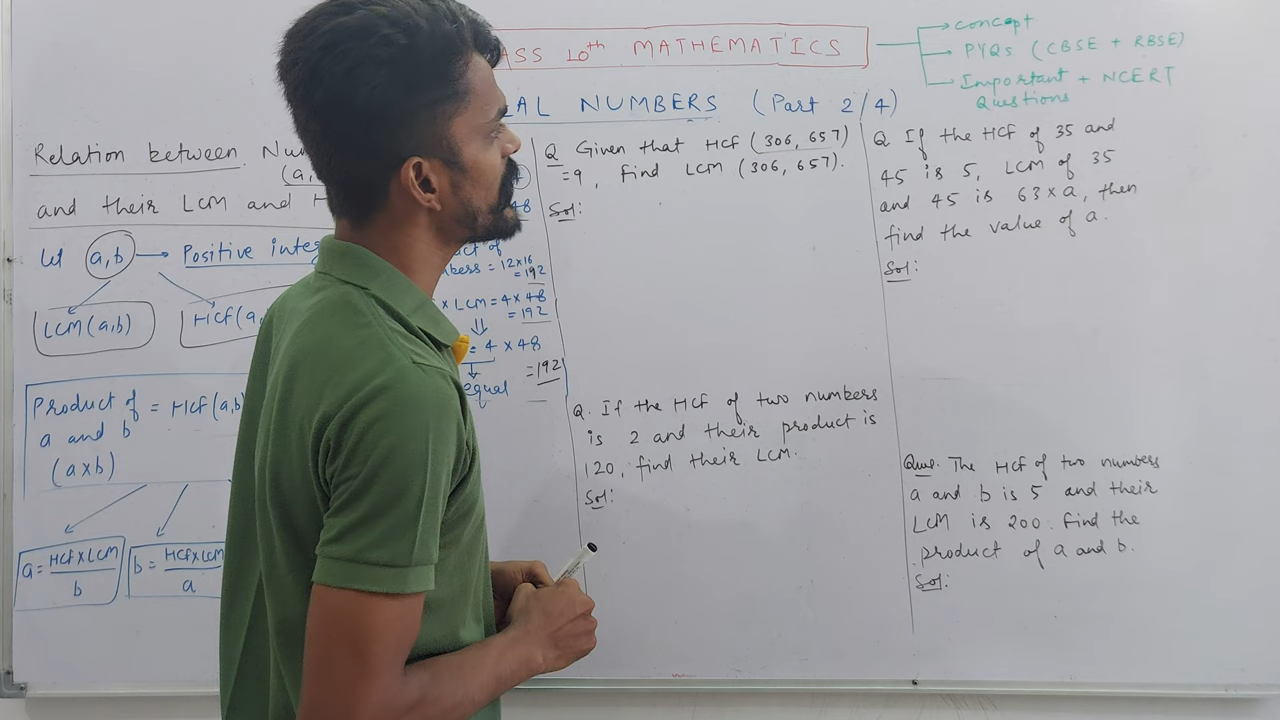 10th MATHEMATICS
concept
PYQs (CBSE + RBSE)
Important + NCERT
Questions
NUMBERS (Part 2/4)
Relation between
and their LCM and
Let a,b → Positive
LCM(a,b)
Product of = HCF(a,b
a and b
(a×b)
a = HCF×LCM
b
b = HCF×LCM
a
48
= 12×16
= 192
× LCM = 4×48
= 192
= 4 × 48
= 192
equal
Q Given that HCF (306, 657)
= 9, find LCM (306, 657).
Sol:
Q. If the HCF of two numbers
is 2 and their product is
120, find their LCM.
Sol:
Q If the HCF of 35 and
45 is 5, LCM of 35
and 45 is 63×a, then
find the value of a.
Sol:
Que. The HCF of two numbers
a and b is 5 and their
LCM is 200. Find the
product of a and b.
Sol: